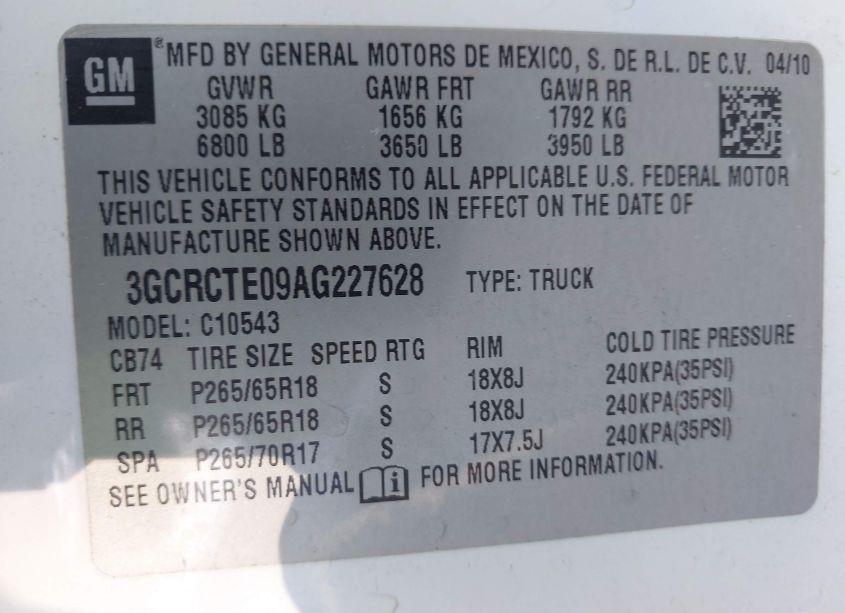 GM ® MFD BY GENERAL MOTORS DE MEXICO, S. DE R.L. DE C.V. 04/10
GVWR GAWR FRT GAWR RR
3085 KG 1656 KG 1792 KG
6800 LB 3650 LB 3950 LB
THIS VEHICLE CONFORMS TO ALL APPLICABLE U.S. FEDERAL MOTOR
VEHICLE SAFETY STANDARDS IN EFFECT ON THE DATE OF
MANUFACTURE SHOWN ABOVE.
3GCRCTE09AG227628 TYPE: TRUCK
MODEL: C10543
CB74 TIRE SIZE SPEED RTG RIM COLD TIRE PRESSURE
FRT P265/65R18 S 18X8J 240KPA(35PSI)
RR P265/65R18 S 18X8J 240KPA(35PSI)
SPA P265/70R17 S 17X7.5J 240KPA(35PSI)
SEE OWNER'S MANUAL i FOR MORE INFORMATION.